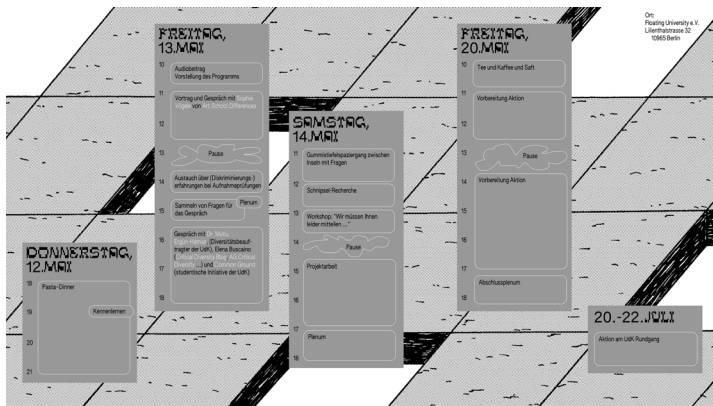 Ort:
Floating University e.V.
Lilienthalstrasse 32
10965 Berlin
DONNERSTAG,
12.MAI
18
Pasta-Dinner
19
Kennenlernen
20
21
FREITAG,
13.MAI
10
Audiobeitrag
Vorstellung des Programms
11
Vortrag und Gespräch mit Sophie
Vögele von Art.School.Differences
12
13
Pause
Austausch über (Diskriminierungs-)
erfahrungen bei Aufnahmeprüfungen
14
Plenum
Sammeln von Fragen für
das Gespräch
15
Gespräch mit Dr. Mutlu
Ergün-Hamaz (Diversitätsbeauf-
tragter der UdK), Elena Buscaino
(Critical Diversity Blog, AG Critical
Diversity ...) und Common Ground
(studentische Initiative der UdK)
16
17
18
SAMSTAG,
14.MAI
11
Gummistiefelspaziergang zwischen
Inseln mit Fragen
12
Schnipsel-Recherche
13
Workshop: "Wir müssen Ihnen
leider mitteilen ..."
14
Pause
15
Projektarbeit
16
17
Plenum
18
FREITAG,
20.MAI
10
Tee und Kaffee und Saft
11
Vorbereitung Aktion
12
13
Pause
14
Vorbereitung Aktion
15
16
17
Abschlussplenum
18
20.-22.JULI
Aktion am UdK Rundgang